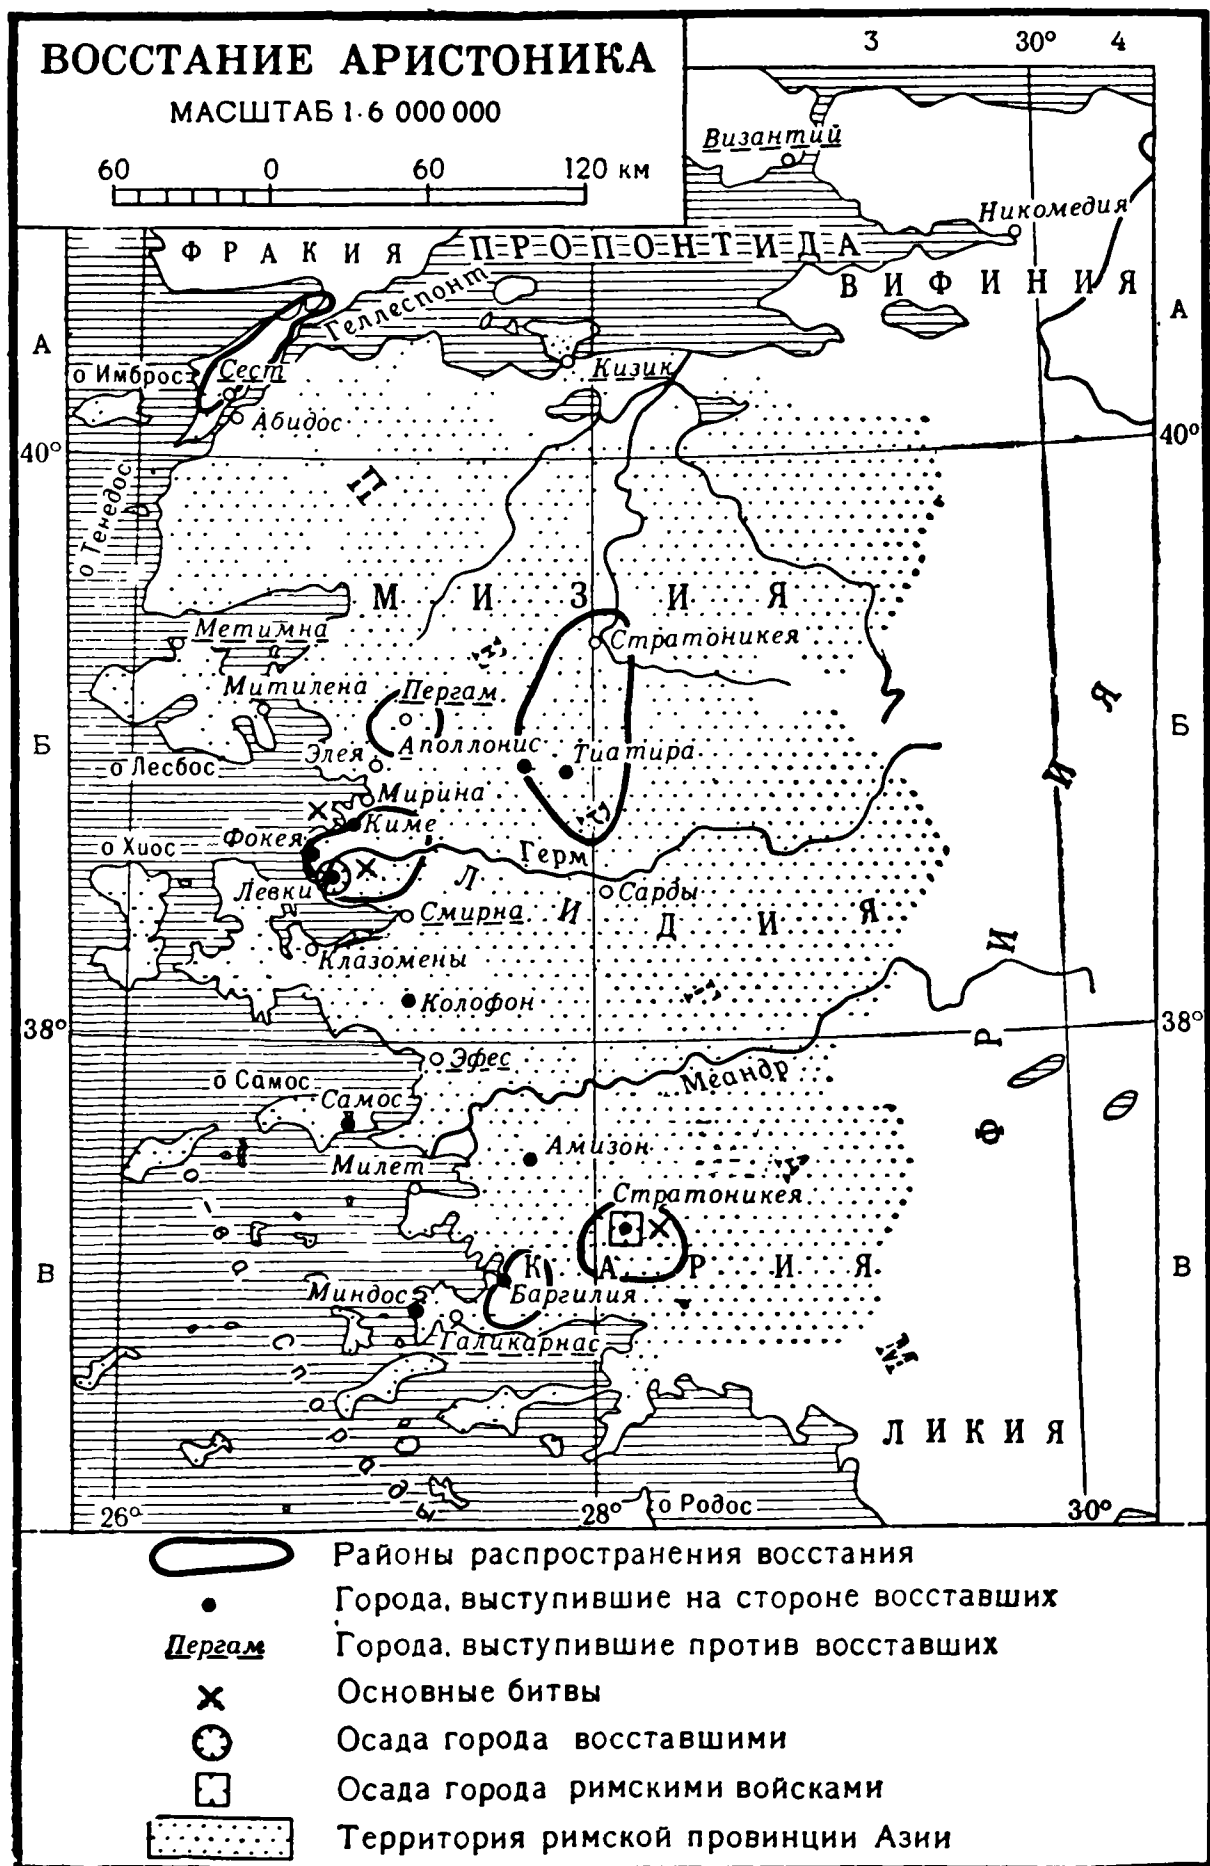 ВОССТАНИЕ АРИСТОНИКА
МАСШТАБ 1·6 000 000
60 0 60 120 км
3 30° 4
Византий
Никомедия
ФРАКИЯ
ПРОПОНТИДА
ВИФИНИЯ
Геллеспонт
А А
о Имброс
Сест
Кизик
Абидос
40° 40°
о Тенедос
П
МИЗИЯ
Метимна
Стратоникея
Митилена
Пергам
Б Б
Элея
Аполлонис
Тиатира
о Лесбос
Мирина
Киме
Фокея
о Хиос
Герм
Левки
Сарды
ЛИДИЯ
Смирна
Клазомены
Колофон
38° 38°
Эфес
Меандр
о Самос
Самос
ФРИ
И
Я
Амизон
Милет
Стратоникея
В В
КАРИЯ
Баргилия
Миндос
Галикарнас
ЛИКИЯ
26° 28° 30°
о Родос
Районы распространения восстания
Города, выступившие на стороне восставших
Пергам Города, выступившие против восставших
Основные битвы
Осада города восставшими
Осада города римскими войсками
Территория римской провинции Азии